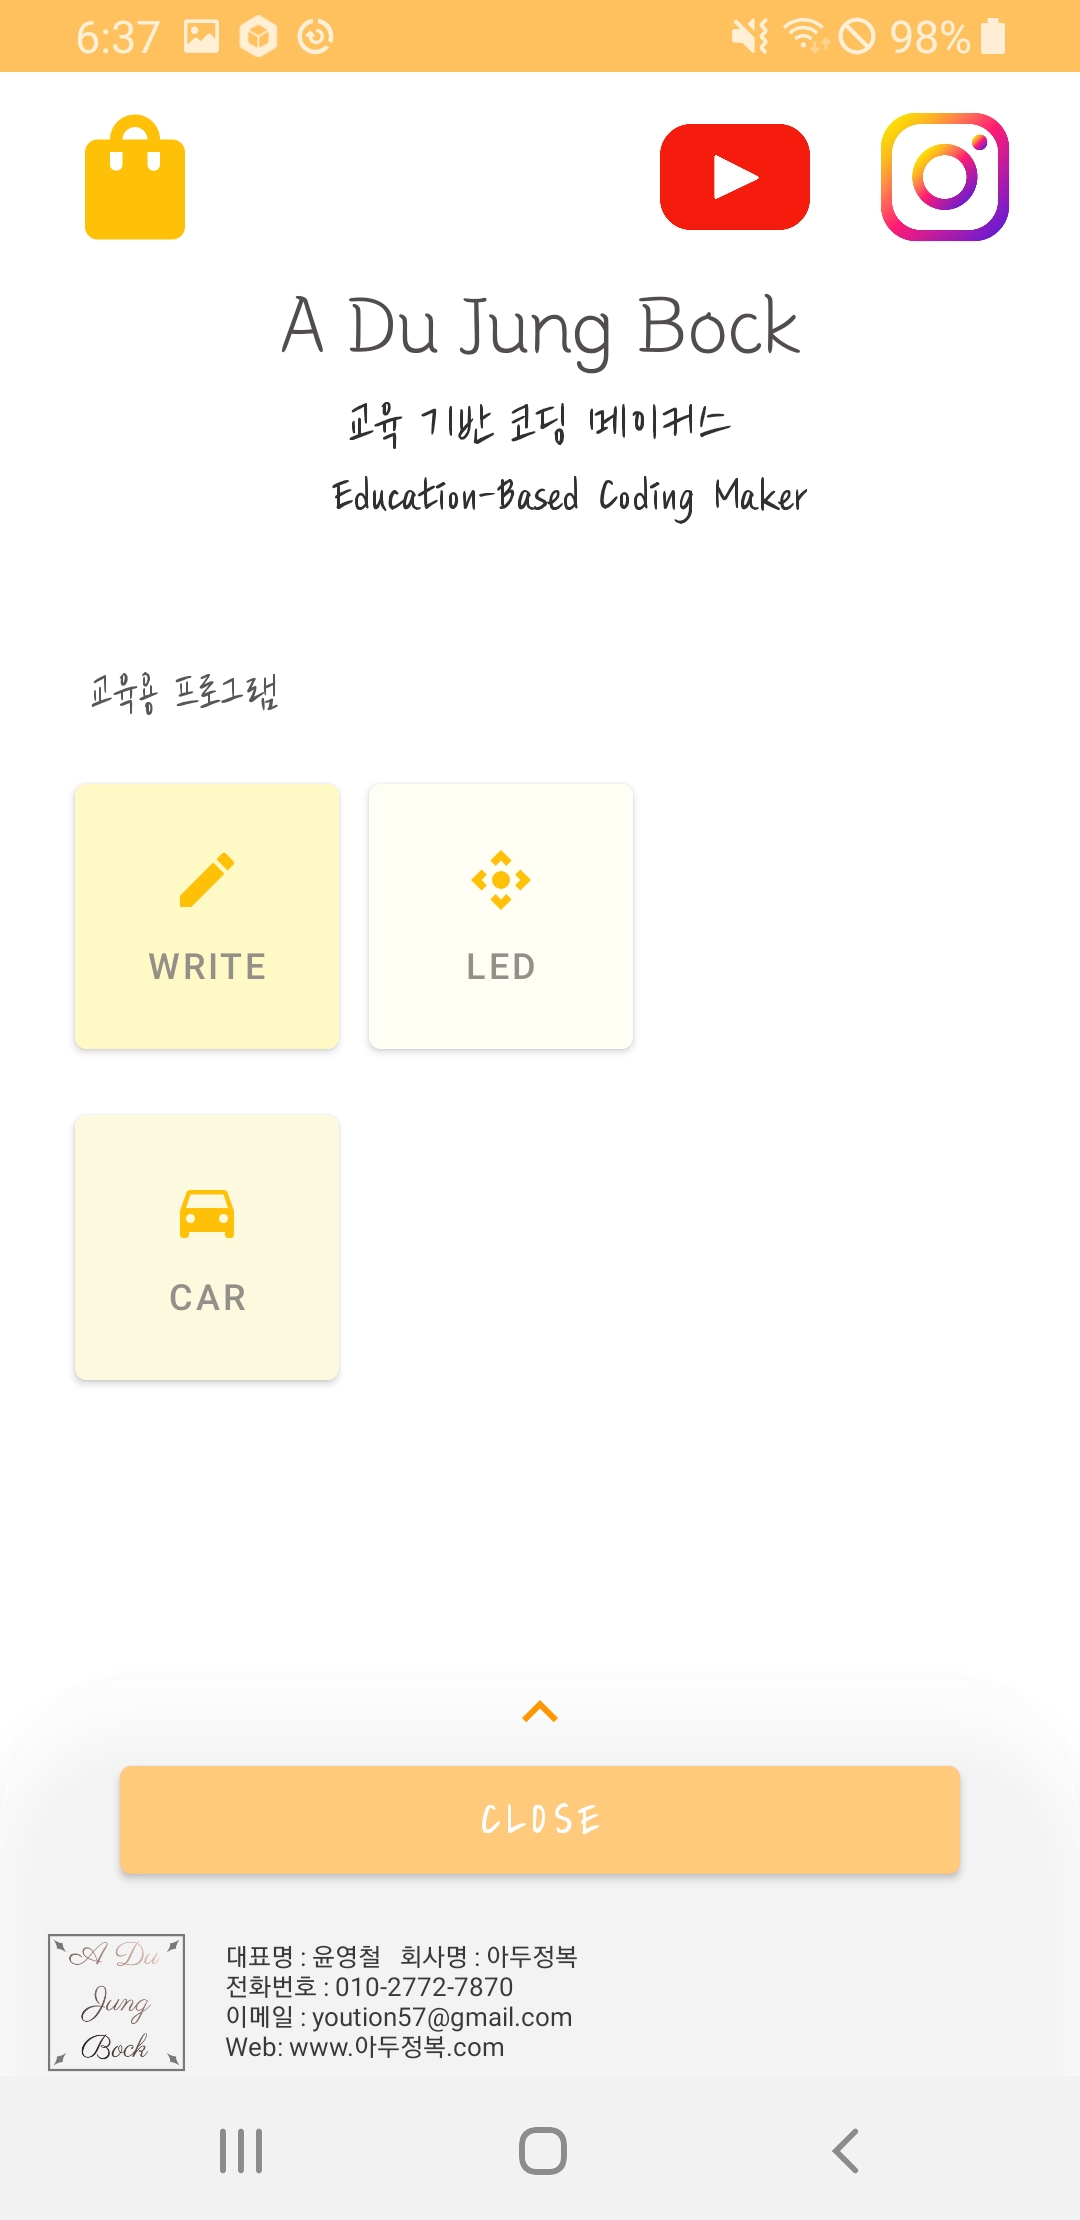 6:37 98%
A Du Jung Bock
교육 기반 코딩 메이커스
Education-Based Coding Maker
교육용 프로그램
WRITE LED
CAR
CLOSE
A Du
Jung
Bock
대표명 : 윤영철 회사명 : 아두정복
전화번호 : 010-2772-7870
이메일 : yoution57@gmail.com
Web: www.아두정복.com